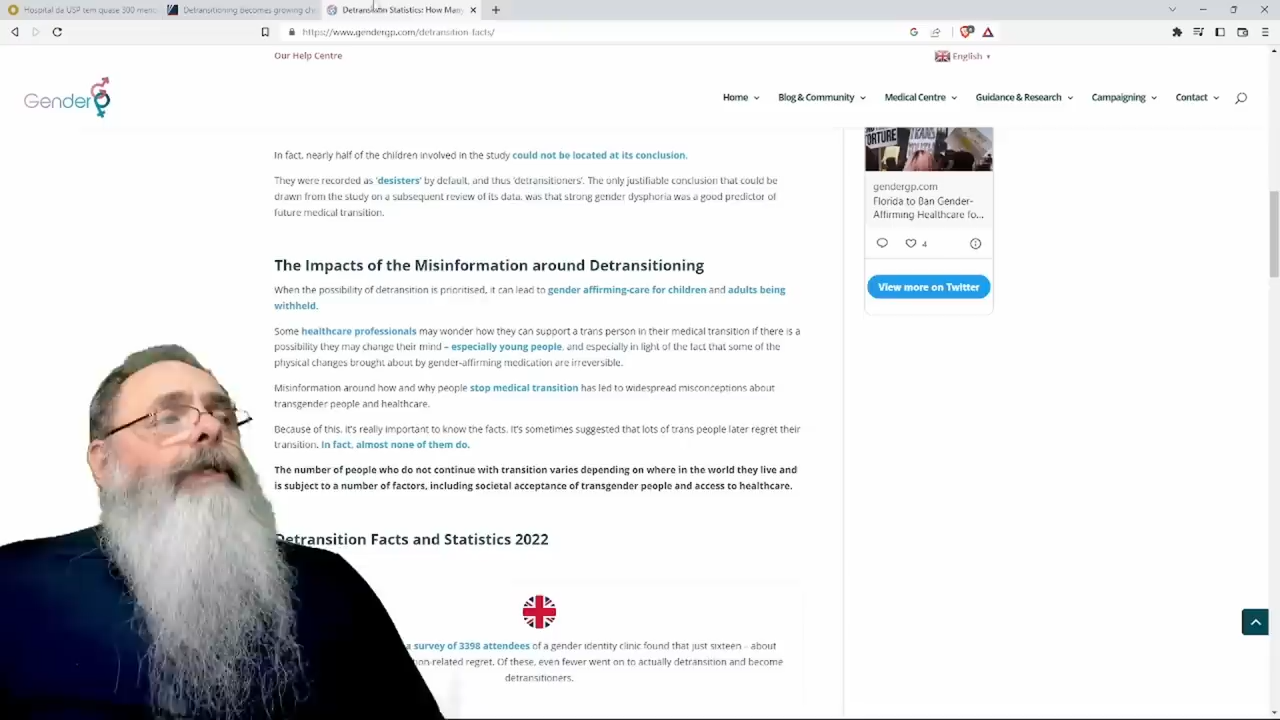 Hospital da USP tem quase 300 meno
Detransitioning becomes growing ch
Detransition Statistics: How Many
https://www.gendergp.com/detransition-facts/
Our Help Centre
English
Gender
Home
Blog & Community
Medical Centre
Guidance & Research
Campaigning
Contact
In fact, nearly half of the children involved in the study could not be located at its conclusion.
They were recorded as 'desisters' by default, and thus 'detransitioners'. The only justifiable conclusion that could be
drawn from the study on a subsequent review of its data, was that strong gender dysphoria was a good predictor of
future medical transition.
The Impacts of the Misinformation around Detransitioning
When the possibility of detransition is prioritised, it can lead to gender affirming-care for children and adults being
withheld.
Some healthcare professionals may wonder how they can support a trans person in their medical transition if there is a
possibility they may change their mind – especially young people, and especially in light of the fact that some of the
physical changes brought about by gender-affirming medication are irreversible.
Misinformation around how and why people stop medical transition has led to widespread misconceptions about
transgender people and healthcare.
Because of this, it's really important to know the facts. It's sometimes suggested that lots of trans people later regret their
transition. In fact, almost none of them do.
The number of people who do not continue with transition varies depending on where in the world they live and
is subject to a number of factors, including societal acceptance of transgender people and access to healthcare.
Detransition Facts and Statistics 2022
a survey of 3398 attendees of a gender identity clinic found that just sixteen – about
on-related regret. Of these, even fewer went on to actually detransition and become
detransitioners.
TORTURE
TRANS
gendergp.com
Florida to Ban Gender-
Affirming Healthcare fo...
4
View more on Twitter